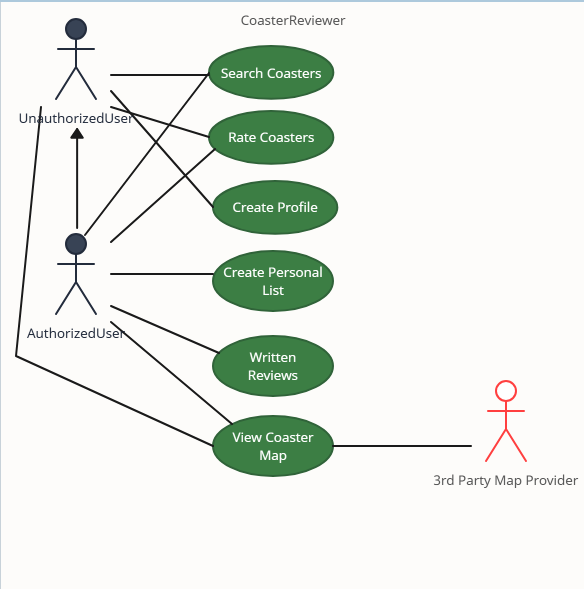 CoasterReviewer
UnauthorizedUser
Search Coasters
Rate Coasters
Create Profile
AuthorizedUser
Create Personal
List
Written
Reviews
View Coaster
Map
3rd Party Map Provider